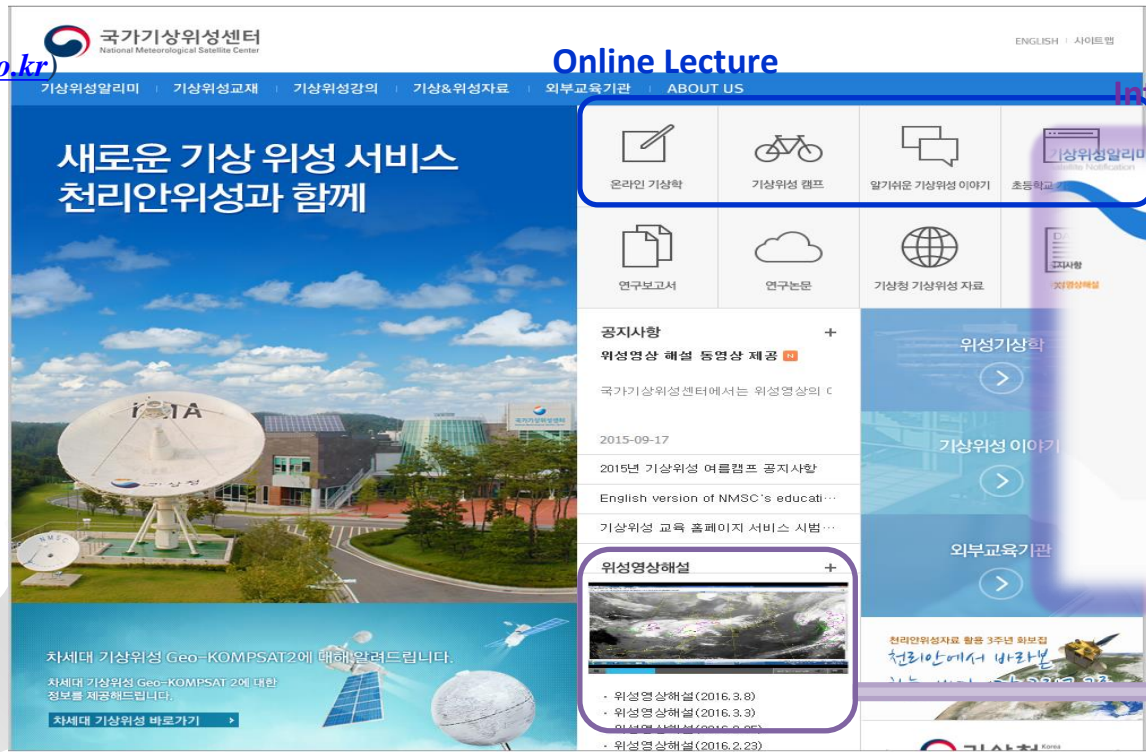 국가기상위성센터
National Meteorological Satellite Center
ENGLISH | 사이트맵
o.kr)
Online Lecture
기상위성알리미 | 기상위성교재 | 기상위성강의 | 기상&위성자료 | 외부교육기관 | ABOUT US
새로운 기상 위성 서비스
천리안위성과 함께
온라인 기상학
기상위성 캠프
알기쉬운 기상위성 이야기
초등학교
기상위성알리미
Satellite Notification
연구보고서
연구논문
기상청 기상위성 자료
공지사항 +
위성영상 해설 동영상 제공 N
국가기상위성센터에서는 위성영상의
2015-09-17
2015년 기상위성 여름캠프 공지사항
English version of NMSC's educati···
기상위성 교육 홈페이지 서비스 시범···
위성영상해설 +
· 위성영상해설(2016.3.8)
· 위성영상해설(2016.3.3)
· 위성영상해설(2016.2.23)
위성기상학
기상위성 이야기
외부교육기관
천리안위성자료 활용 3주년 화보집
천리안에서 바라본
기상청
Korea
KMA
기상청
NMSC
국가기상위성센터
차세대 기상위성 Geo-KOMPSAT2에 대해 알려드립니다.
차세대 기상위성 Geo-KOMPSAT 2에 대한
정보를 제공해드립니다.
차세대 기상위성 바로가기 >